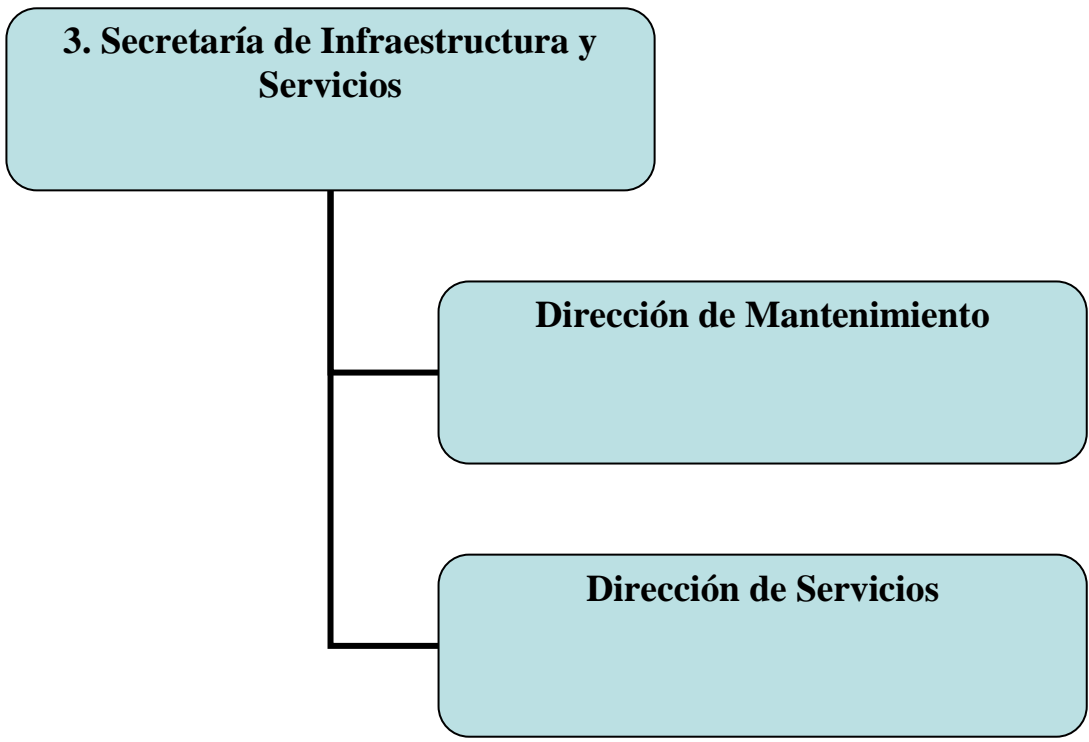 3. Secretaría de Infraestructura y
Servicios
Dirección de Mantenimiento
Dirección de Servicios